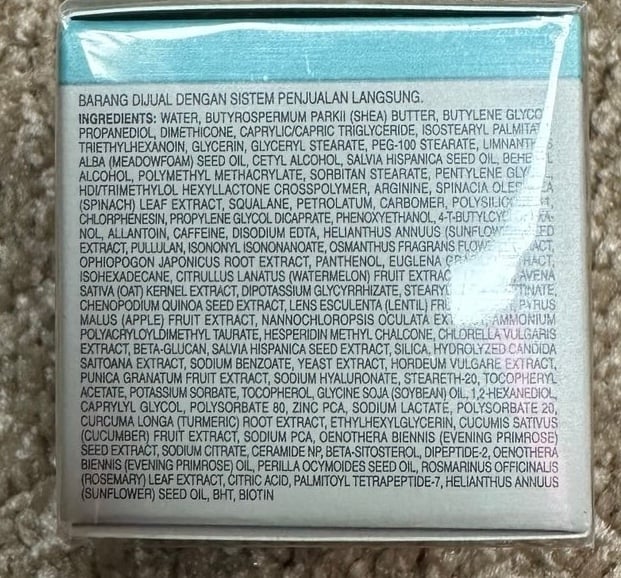 BARANG DIJUAL DENGAN SISTEM PENJUALAN LANGSUNG.
INGREDIENTS: WATER, BUTYROSPERMUM PARKII (SHEA) BUTTER, BUTYLENE
PROPANEDIOL, DIMETHICONE, CAPRYLIC/CAPRIC TRIGLYCERIDE, ISOSTEARYL
TRIETHYLHEXANOIN, GLYCERIN, GLYCERYL STEARATE, PEG-100 STEARATE,
ALBA (MEADOWFOAM) SEED OIL, CETYL ALCOHOL, SALVIA HISPANICA SEED OIL,
ALCOHOL, POLYMETHYL METHACRYLATE, SORBITAN STEARATE, PENTYLENE
HDI/TRIMETHYLOL HEXYLLACTONE CROSSPOLYMER, ARGININE, SPINACIA
(SPINACH) LEAF EXTRACT, SQUALANE, PETROLATUM, CARBOMER,
CHLORPHENESIN, PROPYLENE GLYCOL DICAPRATE, PHENOXYETHANOL,
NOL, ALLANTOIN, CAFFEINE, DISODIUM EDTA, HELIANTHUS ANNUUS
EXTRACT, PULLULAN, ISONONYL ISONONANOATE, OSMANTHUS FRAGRANS
OPHIOPOGON JAPONICUS ROOT EXTRACT, PANTHENOL, EUGLENA
ISOHEXADECANE, CITRULLUS LANATUS (WATERMELON) FRUIT AVENA
SATIVA (OAT) KERNEL EXTRACT, DIPOTASSIUM GLYCYRRHIZATE,
CHENOPODIUM QUINOA SEED EXTRACT, LENS ESCULENTA (LENTIL)
MALUS (APPLE) FRUIT EXTRACT, NANNOCHLOROPSIS OCULATA AMMONIUM
POLYACRYLOYLDIMETHYL TAURATE, HESPERIDIN METHYL CHALCONE, CHLORELLA VULGARIS
EXTRACT, BETA-GLUCAN, SALVIA HISPANICA SEED EXTRACT, SILICA, HYDROLYZED CANDIDA
SAITOANA EXTRACT, SODIUM BENZOATE, YEAST EXTRACT, HORDEUM VULGARE EXTRACT,
PUNICA GRANATUM FRUIT EXTRACT, SODIUM HYALURONATE, STEARETH-20, TOCOPHERYL
ACETATE, POTASSIUM SORBATE, TOCOPHEROL, GLYCINE SOJA (SOYBEAN) OIL, 1,2-HEXANEDIOL,
CAPRYLYL GLYCOL, POLYSORBATE 80, ZINC PCA, SODIUM LACTATE, POLYSORBATE 20,
CURCUMA LONGA (TURMERIC) ROOT EXTRACT, ETHYLHEXYLGLYCERIN, CUCUMIS SATIVUS
(CUCUMBER) FRUIT EXTRACT, SODIUM PCA, OENOTHERA BIENNIS (EVENING PRIMROSE)
SEED EXTRACT, SODIUM CITRATE, CERAMIDE NP, BETA-SITOSTEROL, DIPEPTIDE-2, OENOTHERA
BIENNIS (EVENING PRIMROSE) OIL, PERILLA OCYMOIDES SEED OIL, ROSMARINUS OFFICINALIS
(ROSEMARY) LEAF EXTRACT, CITRIC ACID, PALMITOYL TETRAPEPTIDE-7, HELIANTHUS ANNUUS
(SUNFLOWER) SEED OIL, BHT, BIOTIN